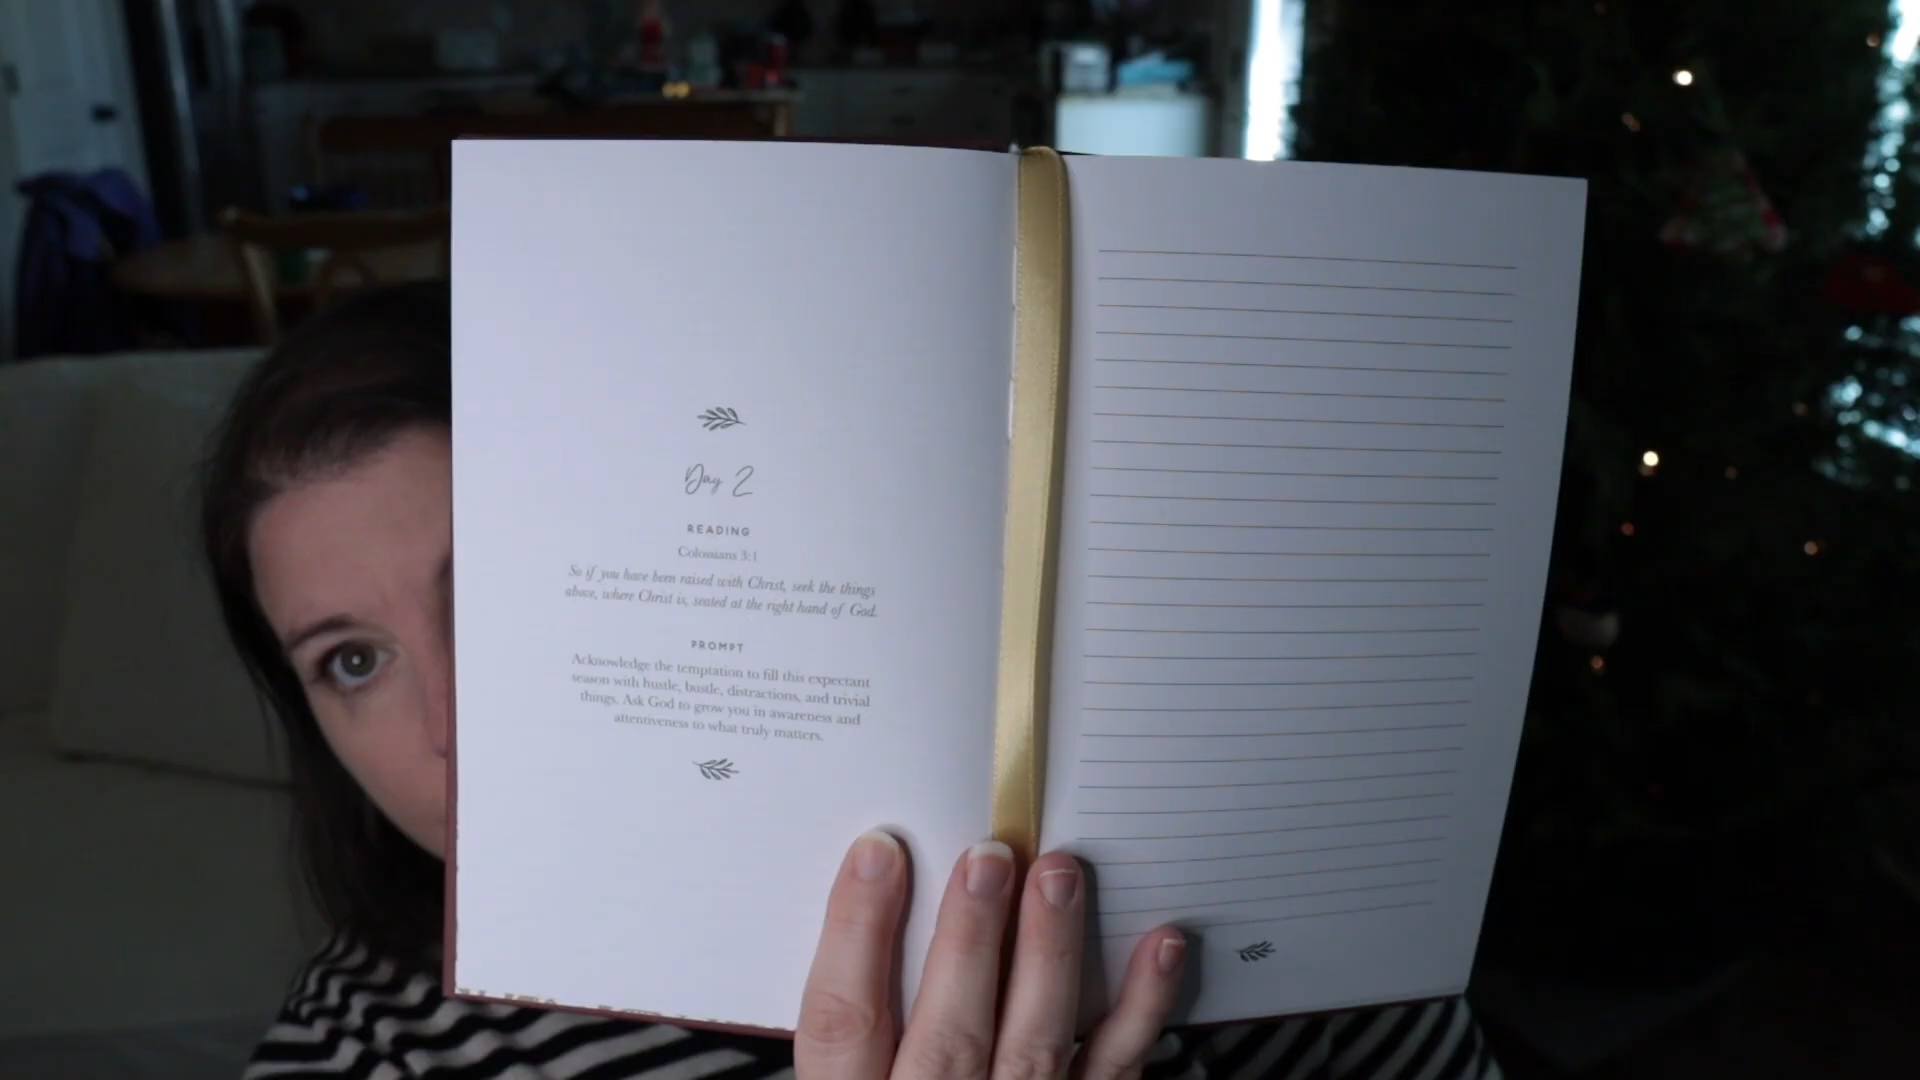 Day 2
READING
Colossians 3:1
So if you have been raised with Christ, seek the things
above, where Christ is, seated at the right hand of God.
PROMPT
Acknowledge the temptation to fill this expectant
season with hustle, bustle, distractions, and trivial
things. Ask God to grow you in awareness and
attentiveness to what truly matters.